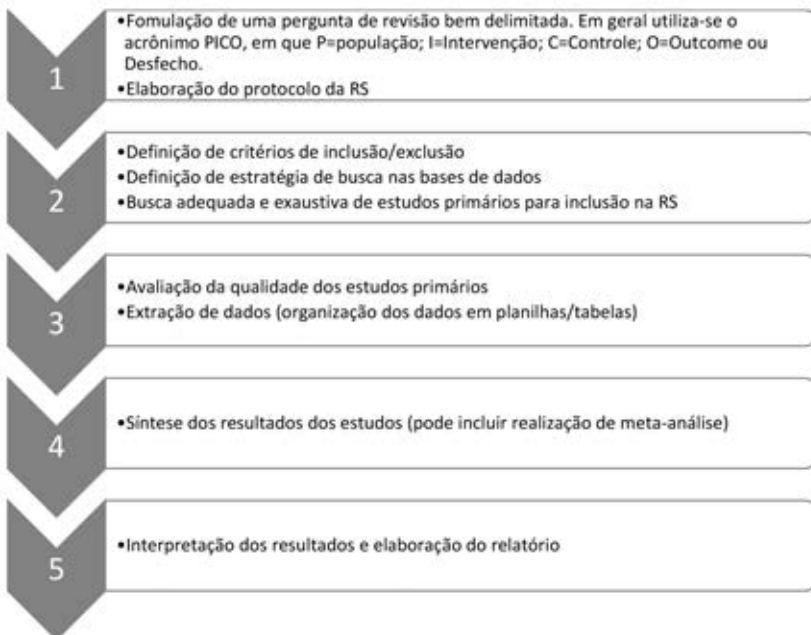 1
•Fomulação de uma pergunta de revisão bem delimitada. Em geral utiliza-se o
acrônimo PICO, em que P=população; I=Intervenção; C=Controle; O=Outcome ou
Desfecho.
•Elaboração do protocolo da RS
2
•Definição de critérios de inclusão/exclusão
•Definição de estratégia de busca nas bases de dados
•Busca adequada e exaustiva de estudos primários para inclusão na RS
3
•Avaliação da qualidade dos estudos primários
•Extração de dados (organização dos dados em planilhas/tabelas)
4
•Síntese dos resultados dos estudos (pode incluir realização de meta-análise)
5
•Interpretação dos resultados e elaboração do relatório